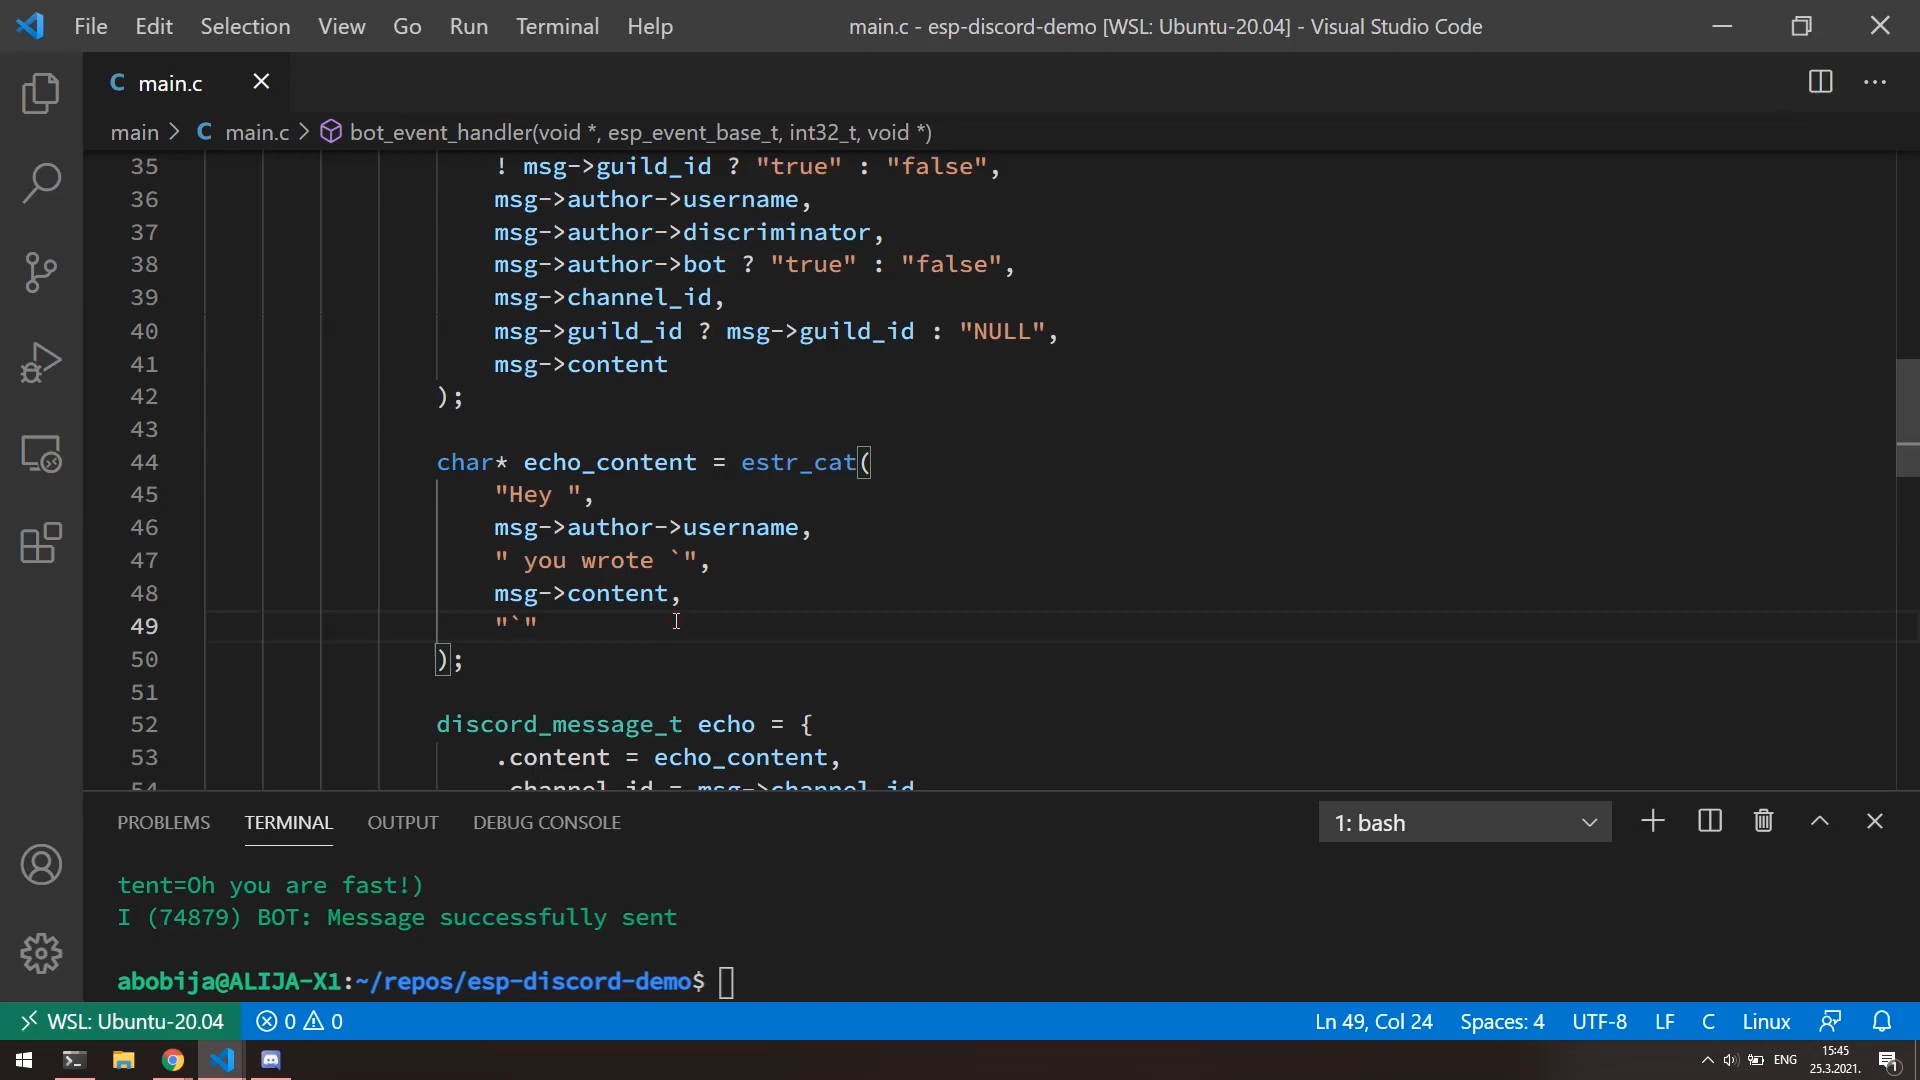 File Edit Selection View Go Run Terminal Help main.c - esp-discord-demo [WSL: Ubuntu-20.04] - Visual Studio Code
C main.c
main > C main.c > bot_event_handler(void *, esp_event_base_t, int32_t, void *)
35 ! msg->guild_id ? "true" : "false",
36 msg->author->username,
37 msg->author->discriminator,
38 msg->author->bot ? "true" : "false",
39 msg->channel_id,
40 msg->guild_id ? msg->guild_id : "NULL",
41 msg->content
42 );
43
44 char* echo_content = estr_cat(
45 "Hey ",
46 msg->author->username,
47 " you wrote `",
48 msg->content,
49 "`"
50 );
51
52 discord_message_t echo = {
53 .content = echo_content,
54 .channel_id = msg->channel_id
PROBLEMS TERMINAL OUTPUT DEBUG CONSOLE 1: bash
tent=Oh you are fast!)
I (74879) BOT: Message successfully sent
abobija@ALIJA-X1:~/repos/esp-discord-demo$
WSL: Ubuntu-20.04 0 0 Ln 49, Col 24 Spaces: 4 UTF-8 LF C Linux
ENG 15:45
25.3.2021. 1